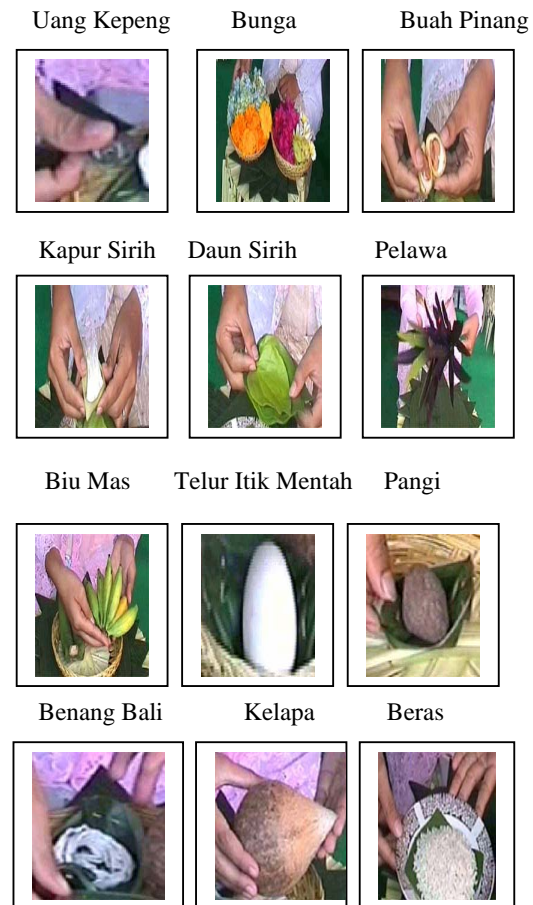 Uang Kepeng Bunga Buah Pinang
Kapur Sirih Daun Sirih Pelawa
Biu Mas Telur Itik Mentah Pangi
Benang Bali Kelapa Beras